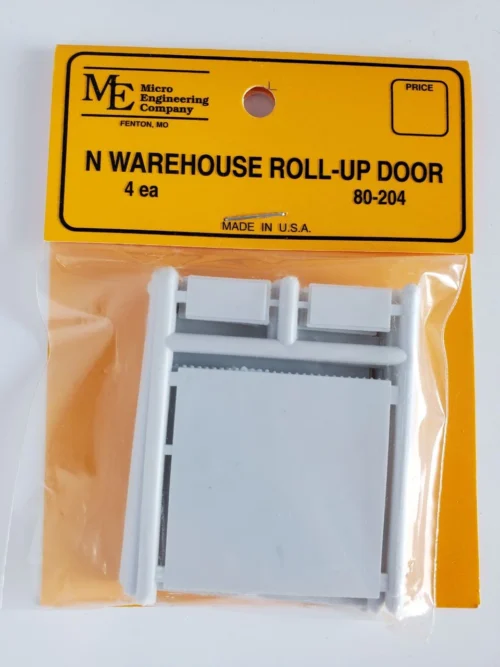 ME Micro
Engineering
Company
FENTON, MO
PRICE
N WAREHOUSE ROLL-UP DOOR
4 ea 80-204
MADE IN U.S.A.